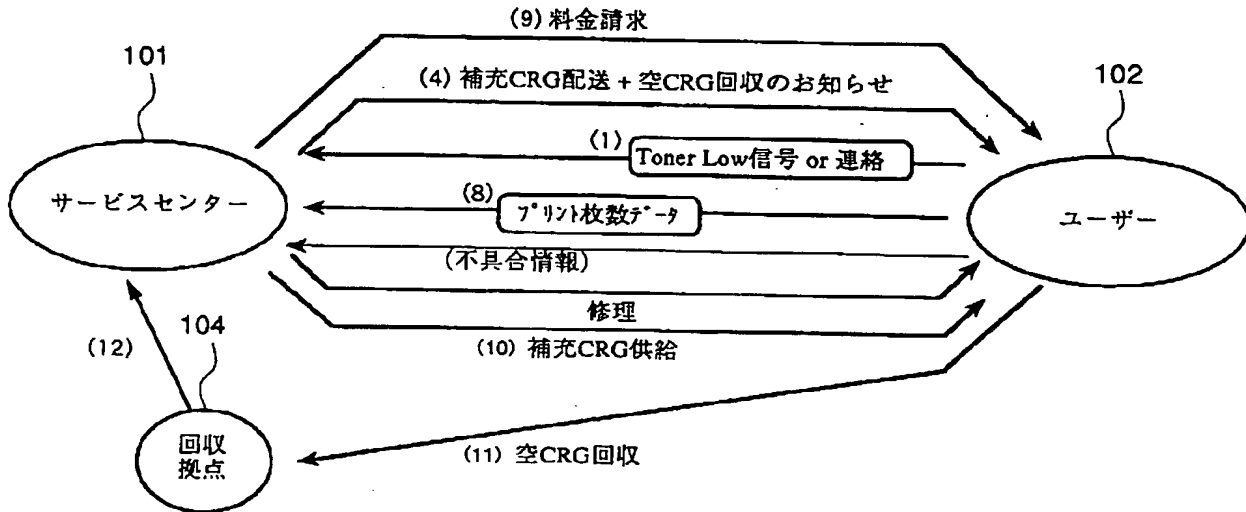 (9) 料金請求
101
(4) 補充CRG配送 + 空CRG回収のお知らせ
102
(1) Toner Low信号 or 連絡
サービスセンター
(8) プリント枚数データ
ユーザー
(不具合情報)
修理
104
(12)
(10) 補充CRG供給
回収
拠点
(11) 空CRG回収